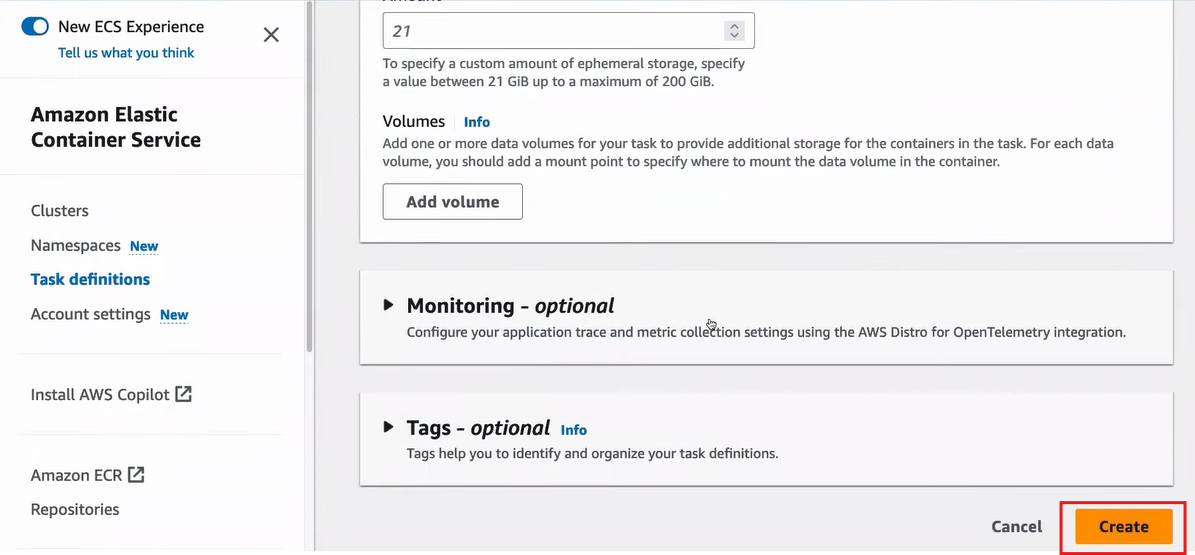 New ECS Experience
Tell us what you think
Amazon Elastic
Container Service
Clusters
Namespaces New
Task definitions
Account settings New
Install AWS Copilot
Amazon ECR
Repositories
21
To specify a custom amount of ephemeral storage, specify
a value between 21 GiB up to a maximum of 200 GiB.
Volumes Info
Add one or more data volumes for your task to provide additional storage for the containers in the task. For each data
volume, you should add a mount point to specify where to mount the data volume in the container.
Add volume
Monitoring - optional
Configure your application trace and metric collection settings using the AWS Distro for OpenTelemetry integration.
Tags - optional Info
Tags help you to identify and organize your task definitions.
Cancel Create